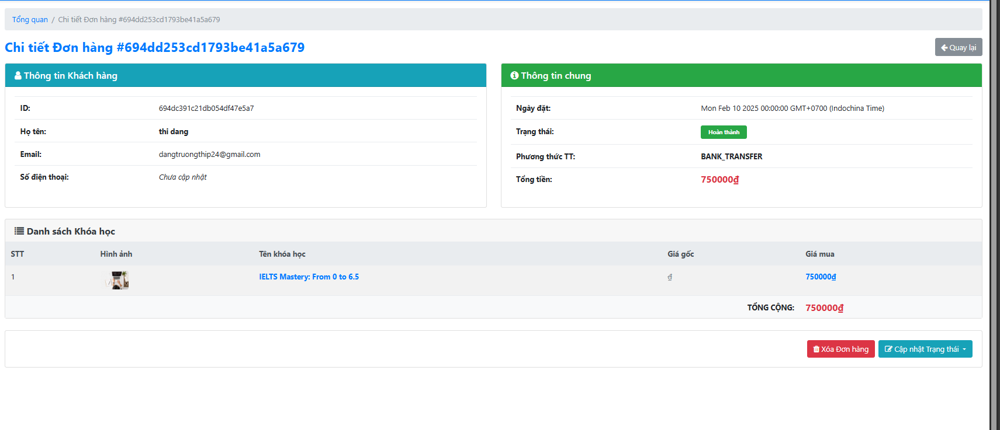 Tổng quan / Chi tiết Đơn hàng #694dd253cd1793be41a5a679
Chi tiết Đơn hàng #694dd253cd1793be41a5a679
Quay lại
Thông tin Khách hàng
ID: 694dc391c21db054df47e5a7
Họ tên: thi dang
Email: dangtruongthip24@gmail.com
Số điện thoại: Chưa cập nhật
Thông tin chung
Ngày đặt: Mon Feb 10 2025 00:00:00 GMT+0700 (Indochina Time)
Trạng thái: Hoàn thành
Phương thức TT: BANK_TRANSFER
Tổng tiền: 750000₫
Danh sách Khóa học
STT Hình ảnh Tên khóa học Giá gốc Giá mua
1 IELTS Mastery: From 0 to 6.5 ₫ 750000₫
TỔNG CỘNG: 750000₫
Xóa Đơn hàng Cập nhật Trạng thái